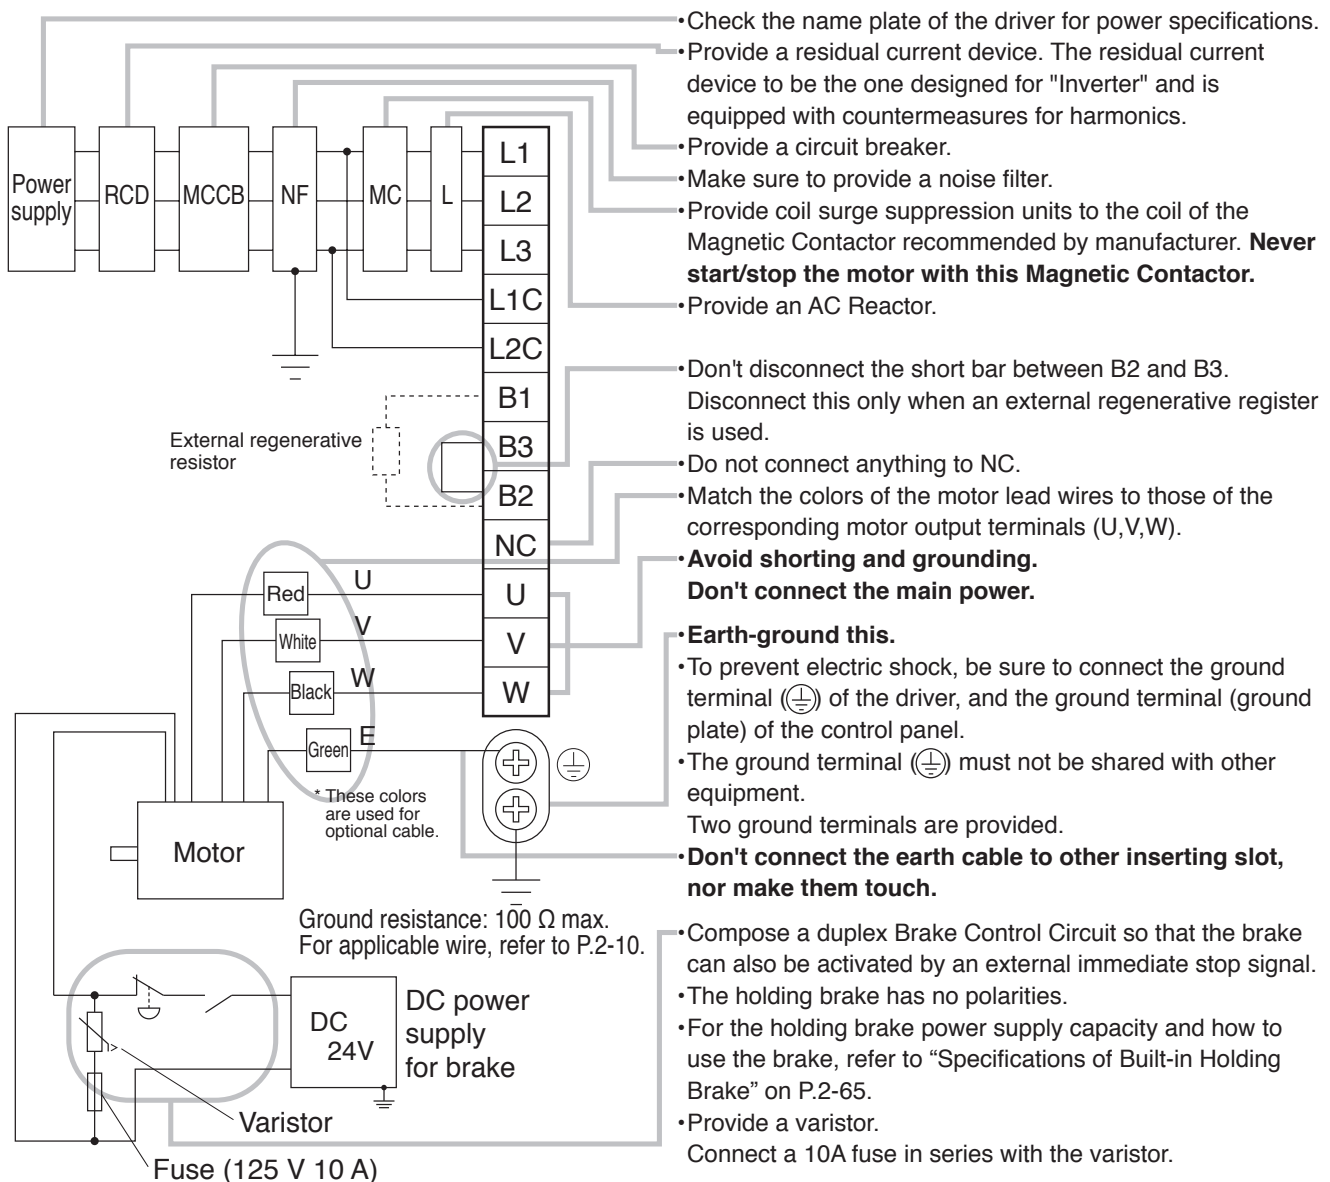 •Check the name plate of the driver for power specifications.
•Provide a residual current device. The residual current
device to be the one designed for "Inverter" and is
equipped with countermeasures for harmonics.
•Provide a circuit breaker.
•Make sure to provide a noise filter.
•Provide coil surge suppression units to the coil of the
Magnetic Contactor recommended by manufacturer. Never
start/stop the motor with this Magnetic Contactor.
•Provide an AC Reactor.
•Don't disconnect the short bar between B2 and B3.
Disconnect this only when an external regenerative register
is used.
•Do not connect anything to NC.
•Match the colors of the motor lead wires to those of the
corresponding motor output terminals (U,V,W).
•Avoid shorting and grounding.
Don't connect the main power.
•Earth-ground this.
•To prevent electric shock, be sure to connect the ground
terminal (⏚) of the driver, and the ground terminal (ground
plate) of the control panel.
•The ground terminal (⏚) must not be shared with other
equipment.
Two ground terminals are provided.
•Don't connect the earth cable to other inserting slot,
nor make them touch.
•Compose a duplex Brake Control Circuit so that the brake
can also be activated by an external immediate stop signal.
•The holding brake has no polarities.
•For the holding brake power supply capacity and how to
use the brake, refer to “Specifications of Built-in Holding
Brake” on P.2-65.
•Provide a varistor.
Connect a 10A fuse in series with the varistor.
Power
supply
RCD
MCCB
NF
MC
L
L1
L2
L3
L1C
L2C
B1
B3
B2
NC
U
V
W
External regenerative
resistor
Red
U
White
V
Black
W
Green
E
* These colors
are used for
optional cable.
Motor
Ground resistance: 100 Ω max.
For applicable wire, refer to P.2-10.
DC
24V
DC power
supply
for brake
Varistor
Fuse (125 V 10 A)